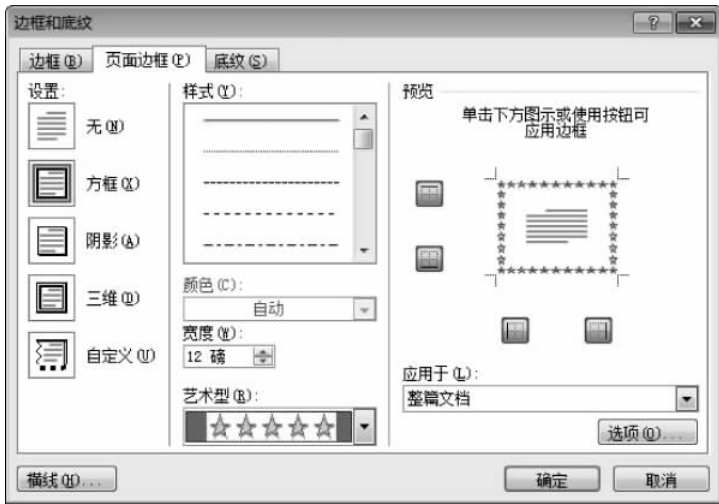 边框和底纹
边框(B) 页面边框(P) 底纹(S)
设置:
无(N)
方框(X)
阴影(A)
三维(D)
自定义(U)
样式(Y):
颜色(C):
自动
宽度(W):
12 磅
艺术型(R):
预览
单击下方图示或使用按钮可
应用边框
应用于(L):
整篇文档
选项(O)...
横线(H)...
确定
取消